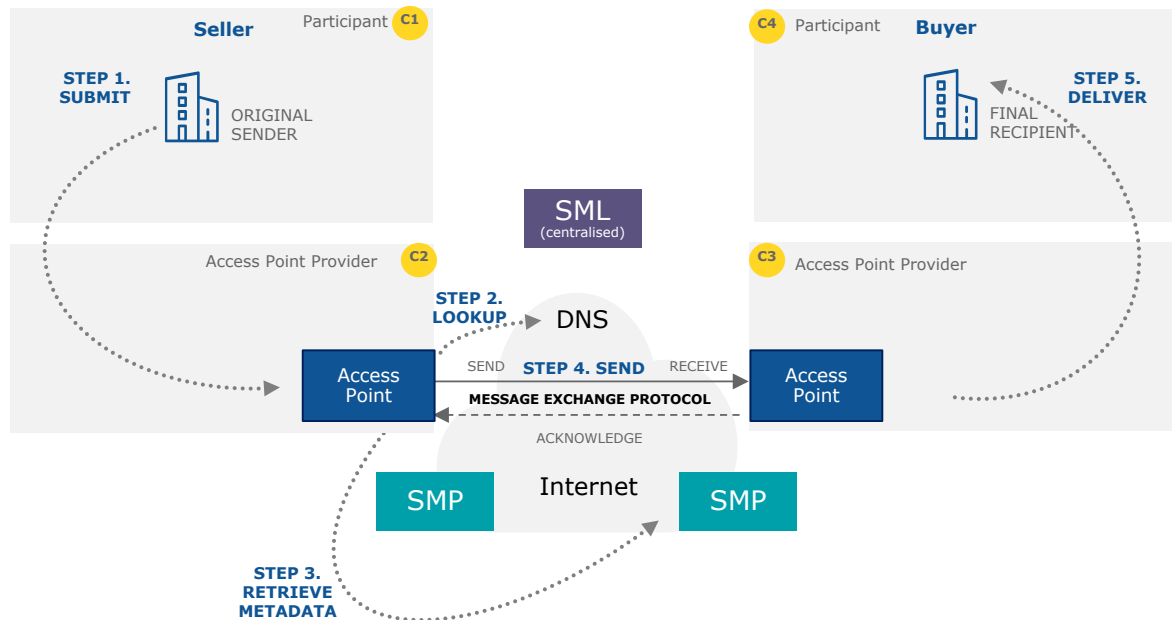 Seller
Participant
C1
STEP 1.
SUBMIT
ORIGINAL
SENDER
C4
Participant
Buyer
STEP 5.
DELIVER
FINAL
RECIPIENT
SML
(centralised)
Access Point Provider
C2
C3
Access Point Provider
STEP 2.
LOOKUP
DNS
Access
Point
SEND
STEP 4. SEND
RECEIVE
MESSAGE EXCHANGE PROTOCOL
ACKNOWLEDGE
Access
Point
SMP
Internet
SMP
STEP 3.
RETRIEVE
METADATA